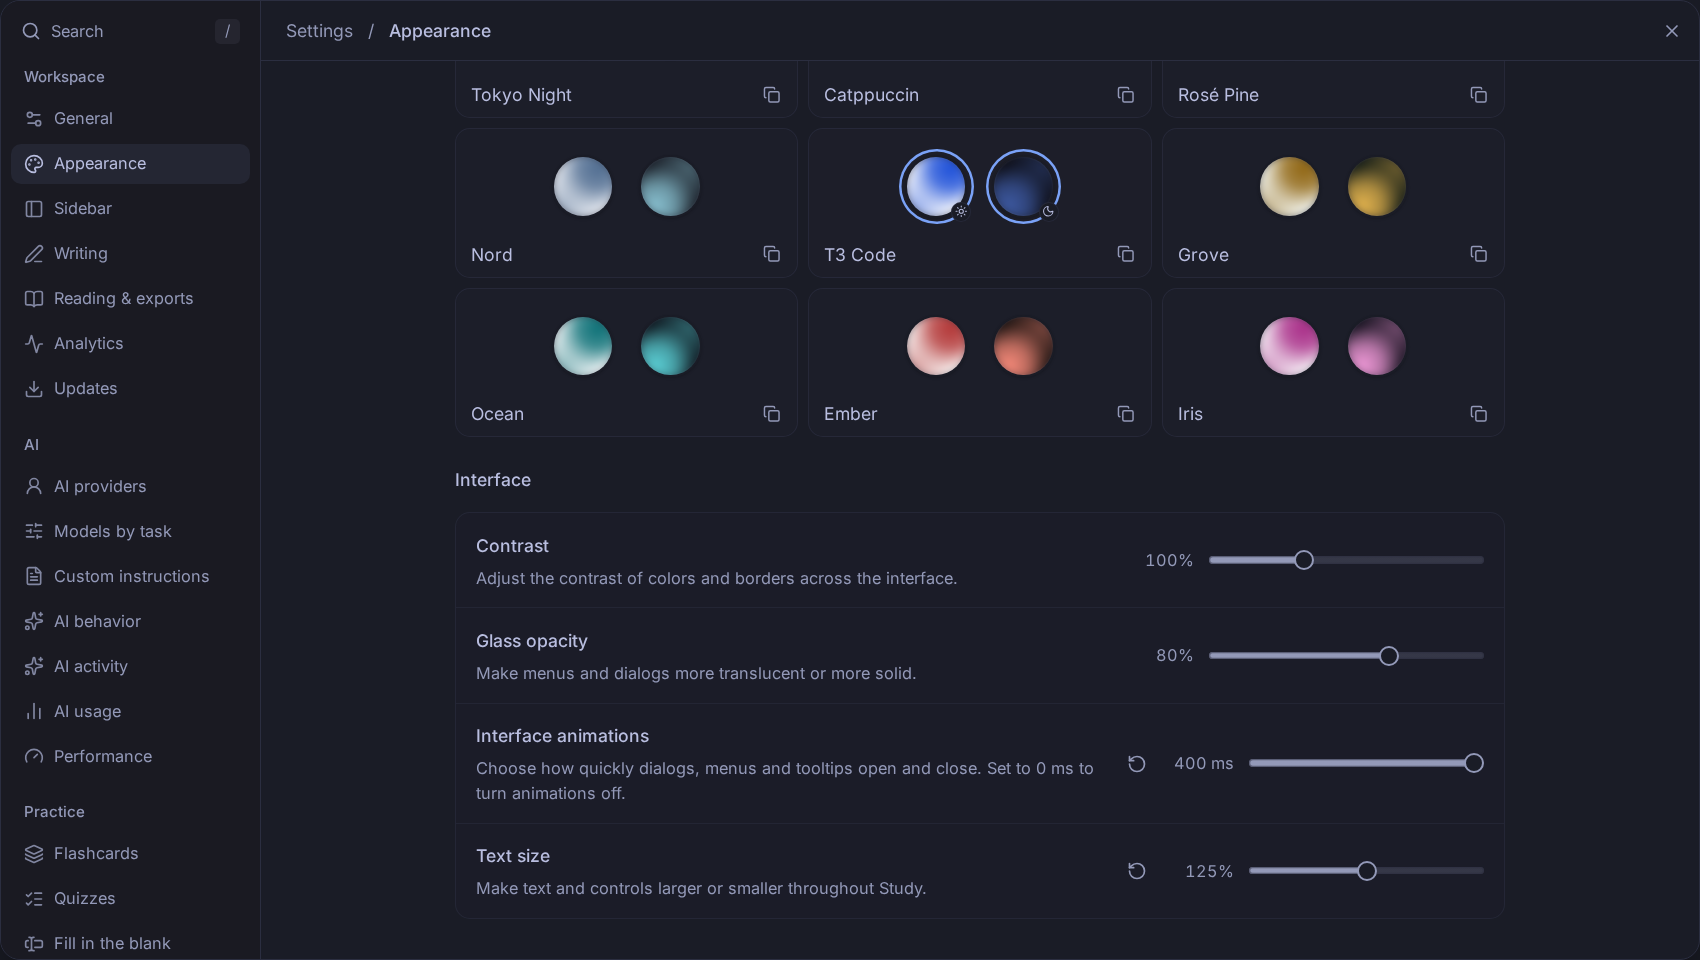 Search
/
Settings / Appearance
Workspace
General
Appearance
Sidebar
Writing
Reading & exports
Analytics
Updates
AI
AI providers
Models by task
Custom instructions
AI behavior
AI activity
AI usage
Performance
Practice
Flashcards
Quizzes
Fill in the blank
Tokyo Night
Catppuccin
Rosé Pine
Nord
T3 Code
Grove
Ocean
Ember
Iris
Interface
Contrast
Adjust the contrast of colors and borders across the interface.
100%
Glass opacity
Make menus and dialogs more translucent or more solid.
80%
Interface animations
Choose how quickly dialogs, menus and tooltips open and close. Set to 0 ms to
turn animations off.
400 ms
Text size
Make text and controls larger or smaller throughout Study.
125%